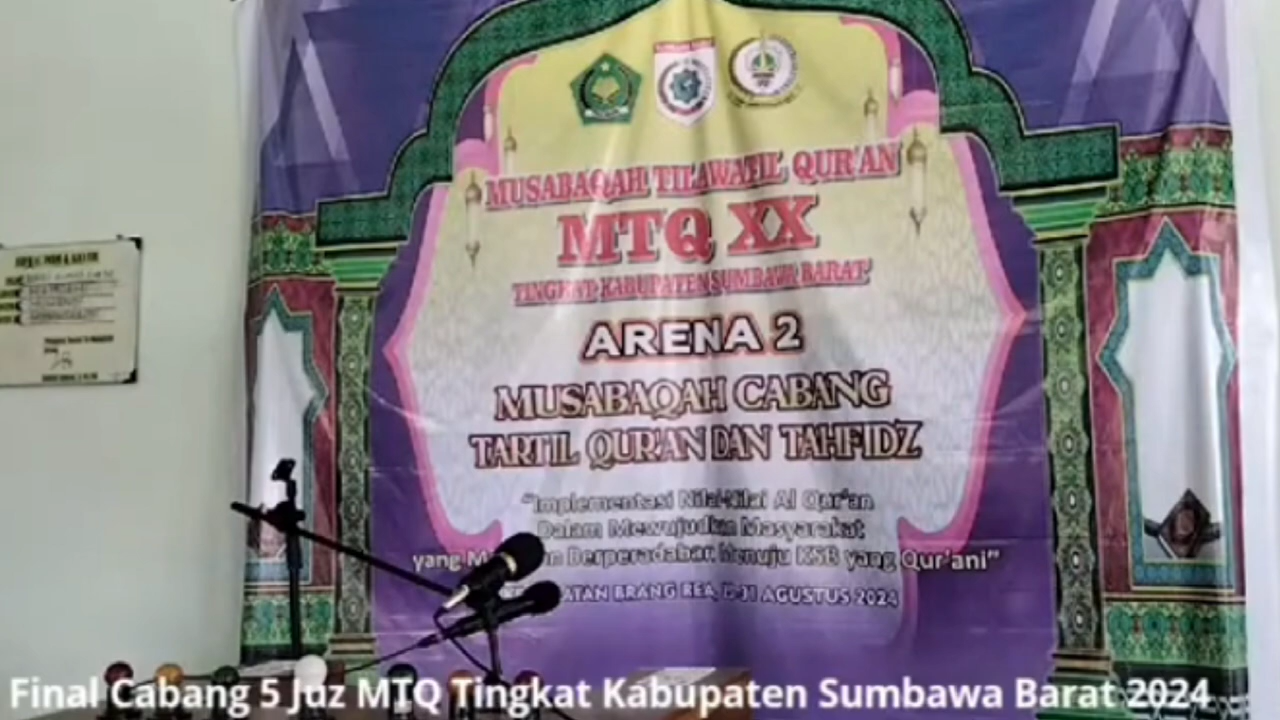 MUSABAQAH TILAWATIL QUR'AN
MTQ XX
TINGKAT KABUPATEN SUMBAWA BARAT
ARENA 2
MUSABAQAH CABANG
TARTIL QUR'AN DAN TAHFIDZ
"Implementasi Nilai-Nilai Al Qur'an
Dalam Mewujudkan Masyarakat
yang Berperadaban Menuju KSB yang Qur'ani"
BRANG REA, AGUSTUS 2024
Final Cabang 5 Juz MTQ Tingkat Kabupaten Sumbawa Barat 2024